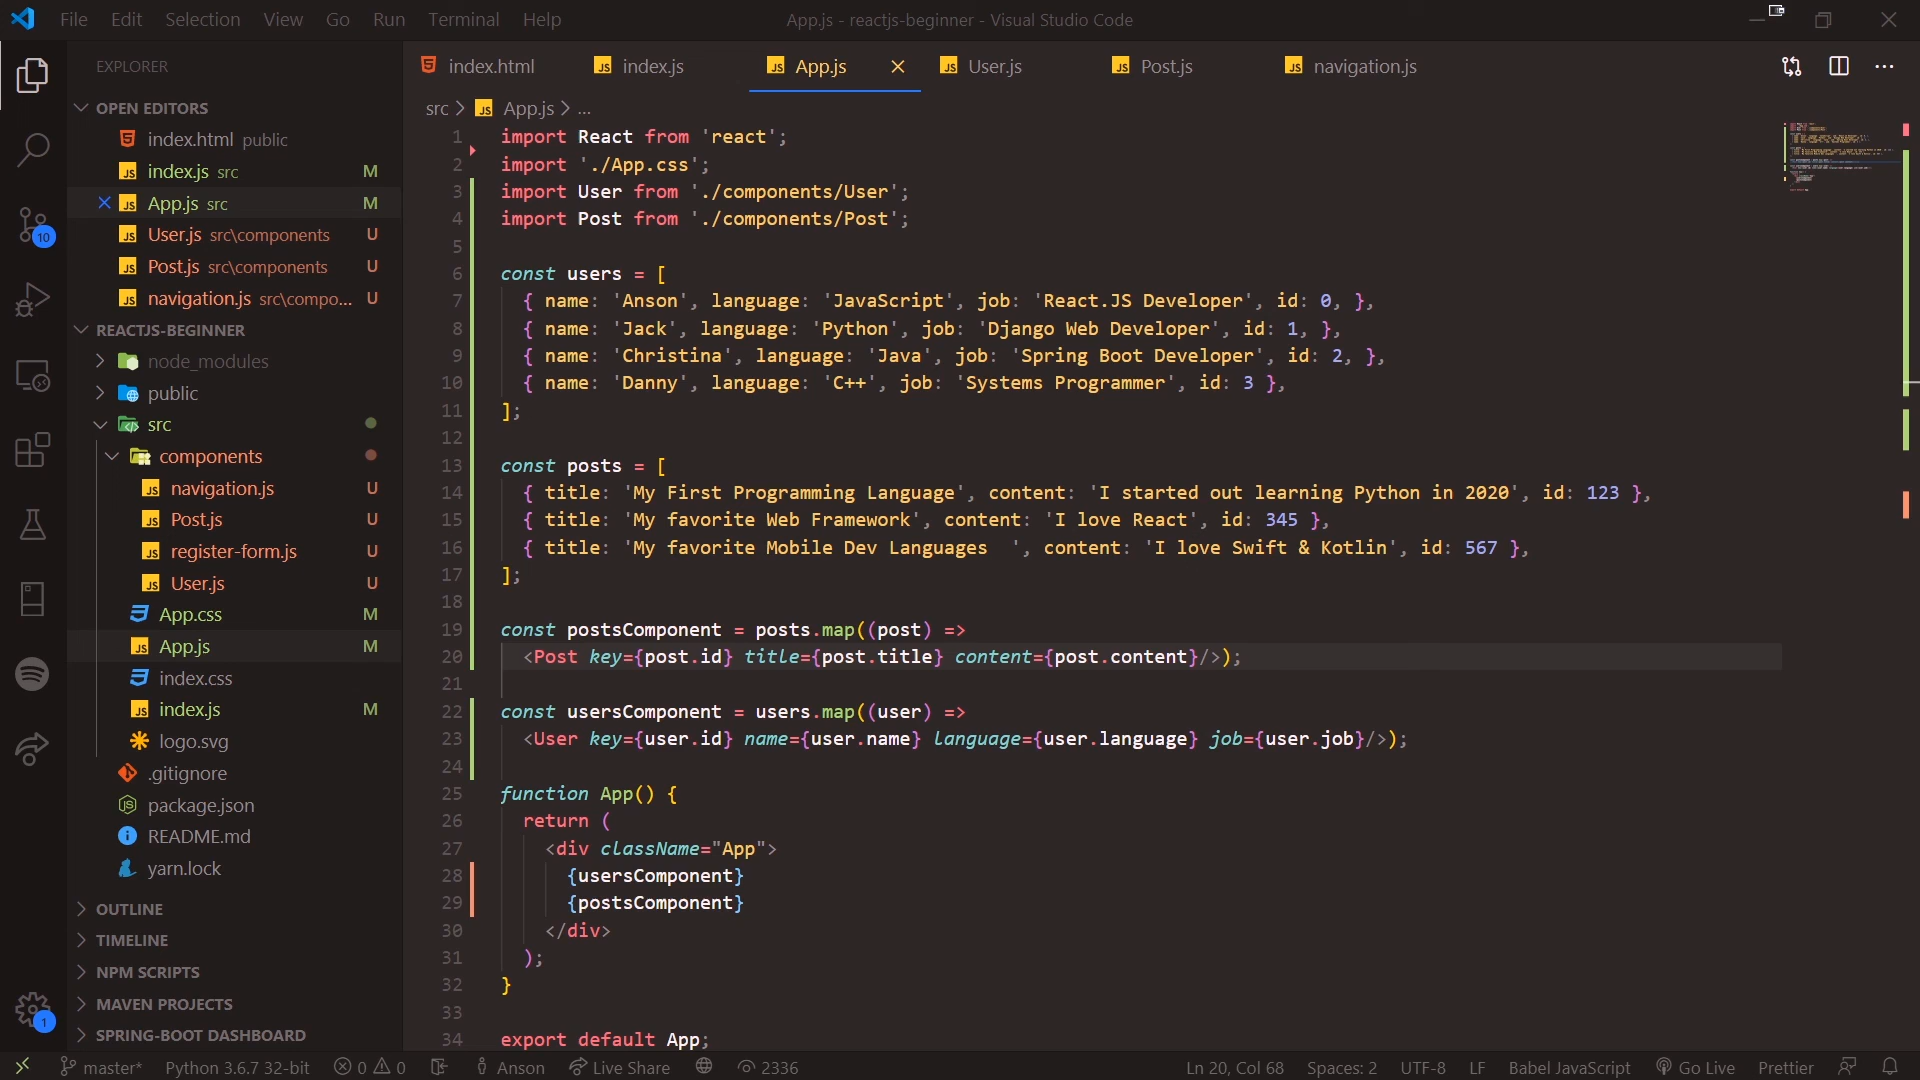 File Edit Selection View Go Run Terminal Help
App.js - reactjs-beginner - Visual Studio Code
EXPLORER
OPEN EDITORS
index.html public
index.js src M
App.js src M
User.js src\components U
Post.js src\components U
navigation.js src\compo... U
REACTJS-BEGINNER
node_modules
public
src
components
navigation.js U
Post.js U
register-form.js U
User.js U
App.css M
App.js M
index.css
index.js M
logo.svg
.gitignore
package.json
README.md
yarn.lock
OUTLINE
TIMELINE
NPM SCRIPTS
MAVEN PROJECTS
SPRING-BOOT DASHBOARD
10
1
index.html index.js App.js User.js Post.js navigation.js
src > App.js > ...
1 import React from 'react';
2 import './App.css';
3 import User from './components/User';
4 import Post from './components/Post';
5
6 const users = [
7 { name: 'Anson', language: 'JavaScript', job: 'React.JS Developer', id: 0, },
8 { name: 'Jack', language: 'Python', job: 'Django Web Developer', id: 1, },
9 { name: 'Christina', language: 'Java', job: 'Spring Boot Developer', id: 2, },
10 { name: 'Danny', language: 'C++', job: 'Systems Programmer', id: 3 },
11 ];
12
13 const posts = [
14 { title: 'My First Programming Language', content: 'I started out learning Python in 2020', id: 123 },
15 { title: 'My favorite Web Framework', content: 'I love React', id: 345 },
16 { title: 'My favorite Mobile Dev Languages  ', content: 'I love Swift & Kotlin', id: 567 },
17 ];
18
19 const postsComponent = posts.map((post) =>
20 <Post key={post.id} title={post.title} content={post.content}/>);
21
22 const usersComponent = users.map((user) =>
23 <User key={user.id} name={user.name} language={user.language} job={user.job}/>);
24
25 function App() {
26 return (
27 <div className="App">
28 {usersComponent}
29 {postsComponent}
30 </div>
31 );
32 }
33
34 export default App;
master* Python 3.6.7 32-bit 0 0 Anson Live Share 2336 Ln 20, Col 68 Spaces: 2 UTF-8 LF Babel JavaScript Go Live Prettier